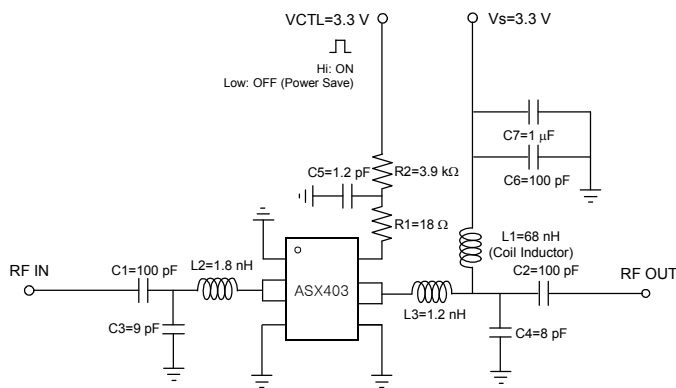 VCTL=3.3 V
Vs=3.3 V
Hi: ON
Low: OFF (Power Save)
C7=1 μF
C5=1.2 pF
R2=3.9 kΩ
C6=100 pF
R1=18 Ω
L1=68 nH
(Coil Inductor)
RF IN
C1=100 pF
L2=1.8 nH
ASX403
C2=100 pF
RF OUT
L3=1.2 nH
C3=9 pF
C4=8 pF